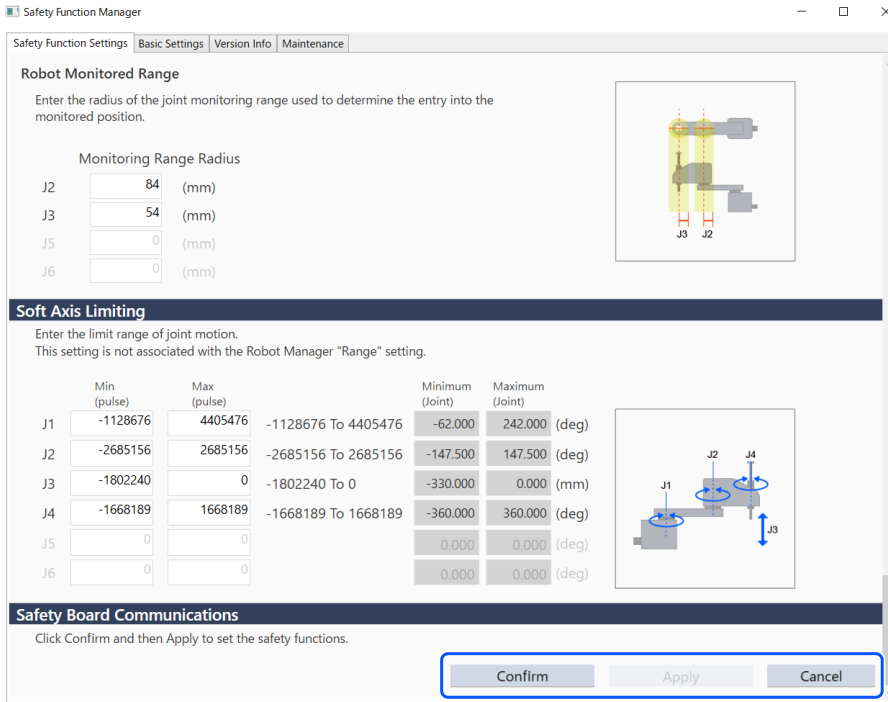 Safety Function Manager
Safety Function Settings Basic Settings Version Info Maintenance
Robot Monitored Range
Enter the radius of the joint monitoring range used to determine the entry into the
monitored position.
Monitoring Range Radius
J2 84 (mm)
J3 54 (mm)
J5 0 (mm)
J6 0 (mm)
J3 J2
Soft Axis Limiting
Enter the limit range of joint motion.
This setting is not associated with the Robot Manager "Range" setting.
Min Max Minimum Maximum
(pulse) (pulse) (Joint) (Joint)
J1 -1128676 4405476 -1128676 To 4405476 -62.000 242.000 (deg)
J2 -2685156 2685156 -2685156 To 2685156 -147.500 147.500 (deg)
J3 -1802240 0 -1802240 To 0 -330.000 0.000 (mm)
J4 -1668189 1668189 -1668189 To 1668189 -360.000 360.000 (deg)
J5 0 0 0.000 0.000 (deg)
J6 0 0 0.000 0.000 (deg)
J2 J4
J1
J3
Safety Board Communications
Click Confirm and then Apply to set the safety functions.
Confirm Apply Cancel